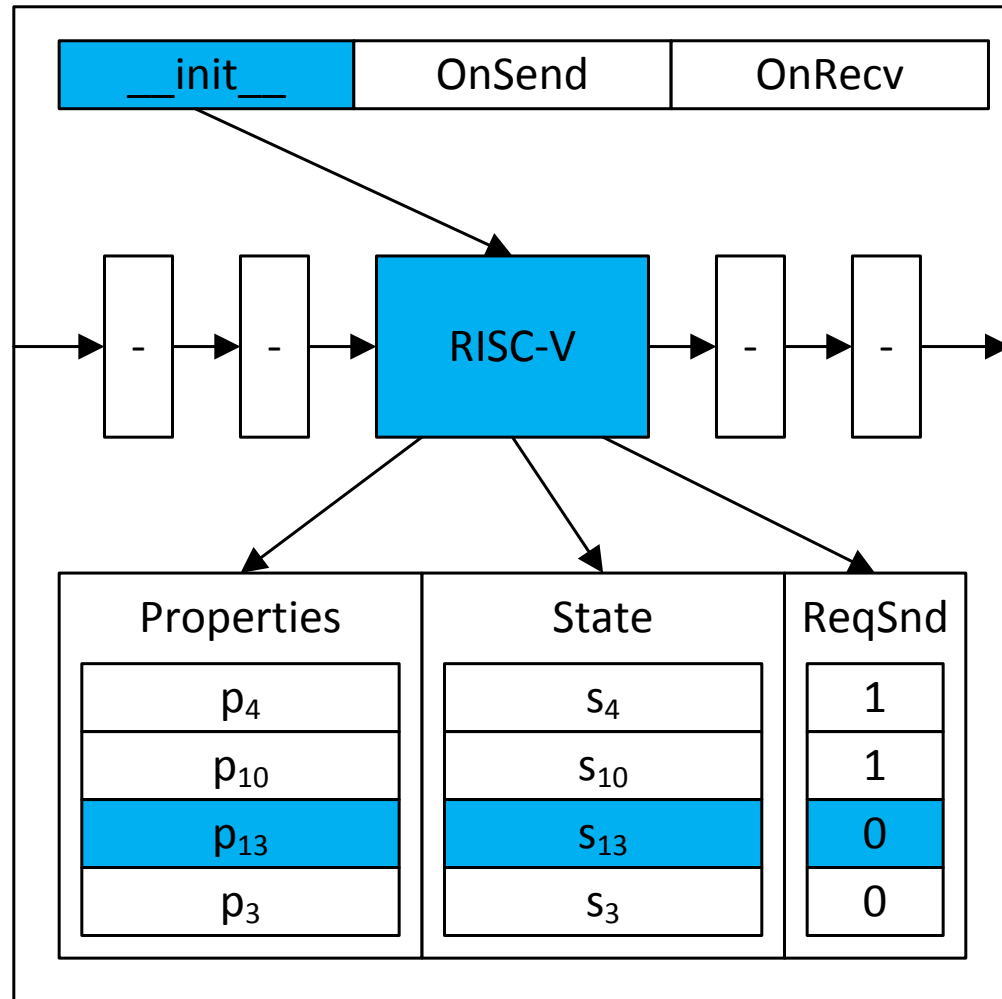 __init__ OnSend OnRecv
- - RISC-V - -
Properties State ReqSnd
p₄ s₄ 1
p₁₀ s₁₀ 1
p₁₃ s₁₃ 0
p₃ s₃ 0